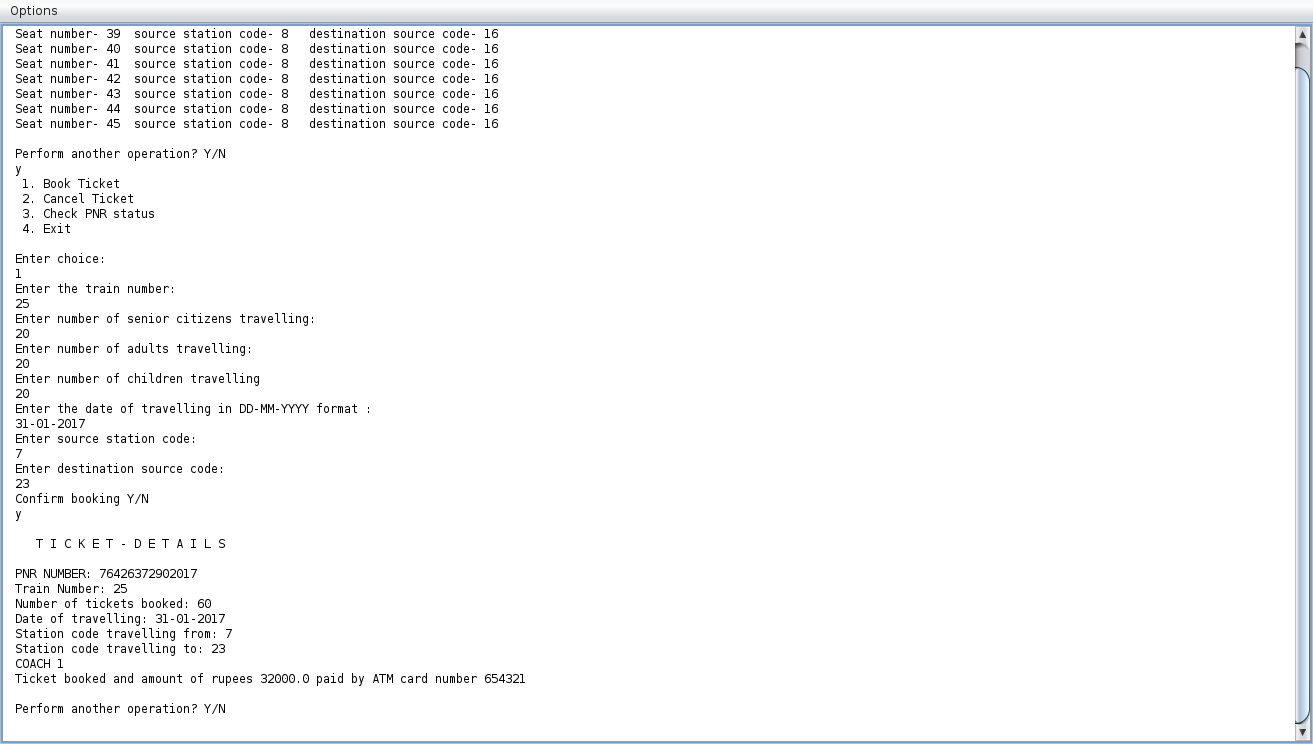 Options
Seat number- 39  source station code- 8   destination source code- 16
Seat number- 40  source station code- 8   destination source code- 16
Seat number- 41  source station code- 8   destination source code- 16
Seat number- 42  source station code- 8   destination source code- 16
Seat number- 43  source station code- 8   destination source code- 16
Seat number- 44  source station code- 8   destination source code- 16
Seat number- 45  source station code- 8   destination source code- 16
Perform another operation? Y/N
y
1. Book Ticket
2. Cancel Ticket
3. Check PNR status
4. Exit
Enter choice:
1
Enter the train number:
25
Enter number of senior citizens travelling:
20
Enter number of adults travelling:
20
Enter number of children travelling
20
Enter the date of travelling in DD-MM-YYYY format :
31-01-2017
Enter source station code:
7
Enter destination source code:
23
Confirm booking Y/N
y
T I C K E T - D E T A I L S
PNR NUMBER: 76426372902017
Train Number: 25
Number of tickets booked: 60
Date of travelling: 31-01-2017
Station code travelling from: 7
Station code travelling to: 23
COACH 1
Ticket booked and amount of rupees 32000.0 paid by ATM card number 654321
Perform another operation? Y/N